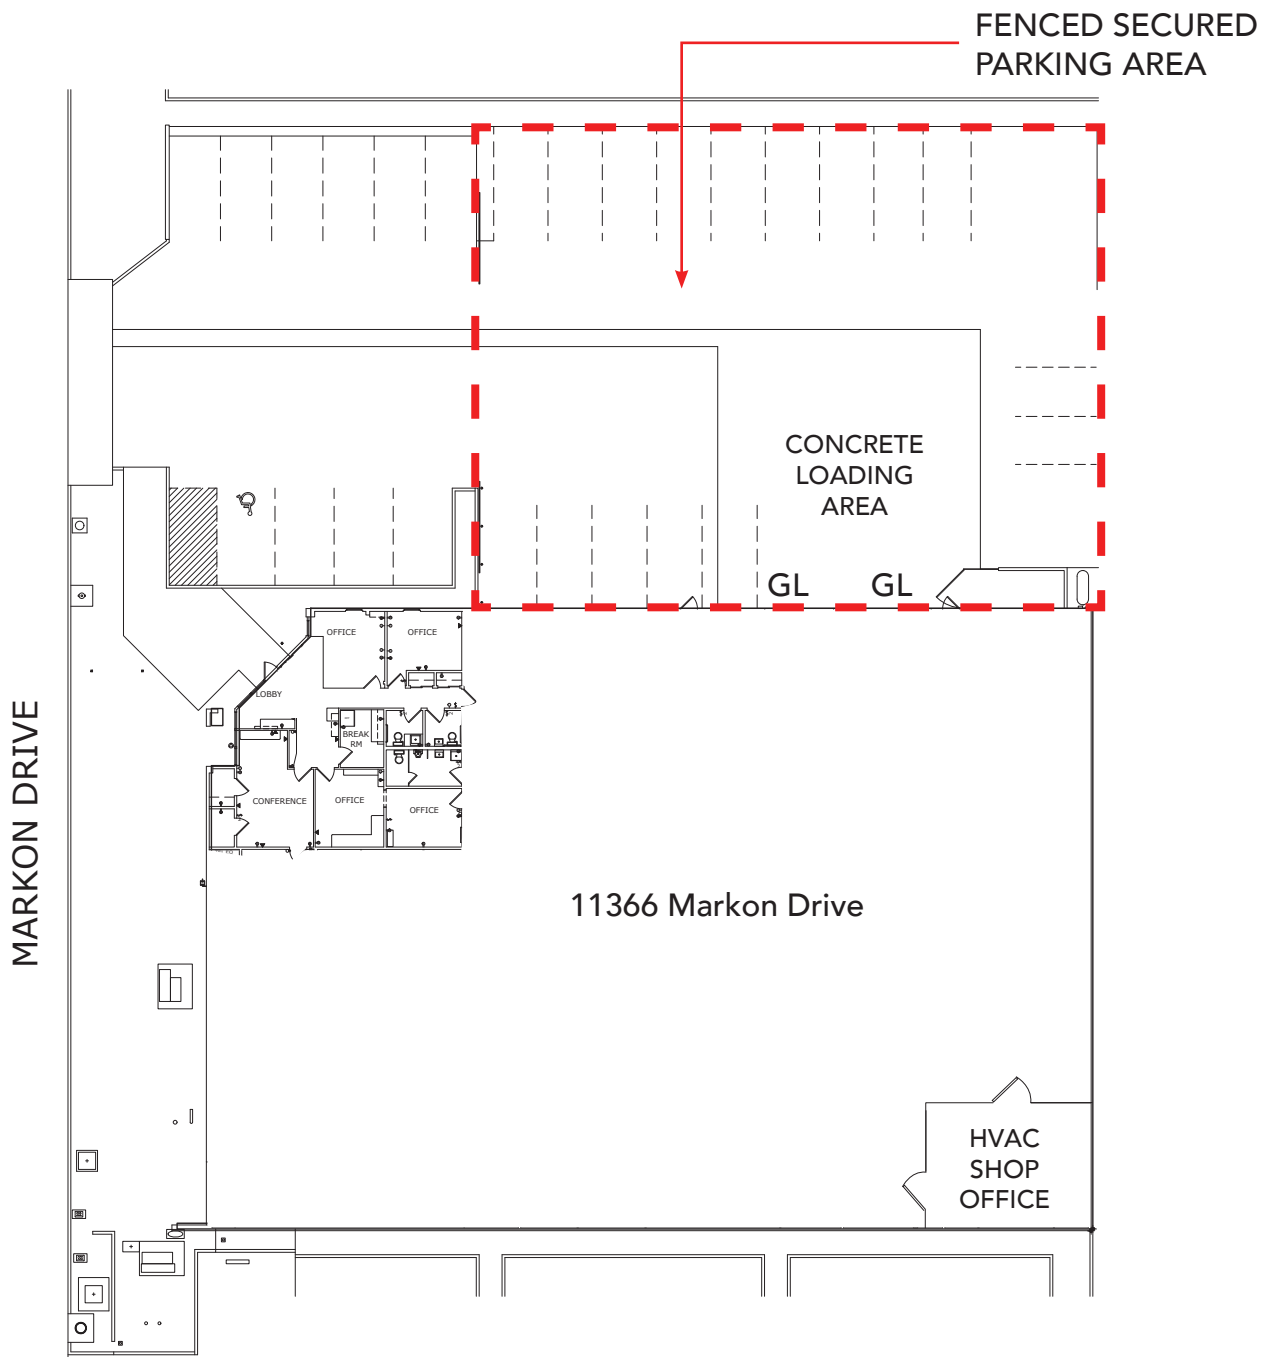 FENCED SECURED
PARKING AREA
CONCRETE
LOADING
AREA
GL GL
OFFICE OFFICE
LOBBY
BREAK
RM
CONFERENCE OFFICE OFFICE
MARKON DRIVE
11366 Markon Drive
HVAC
SHOP
OFFICE